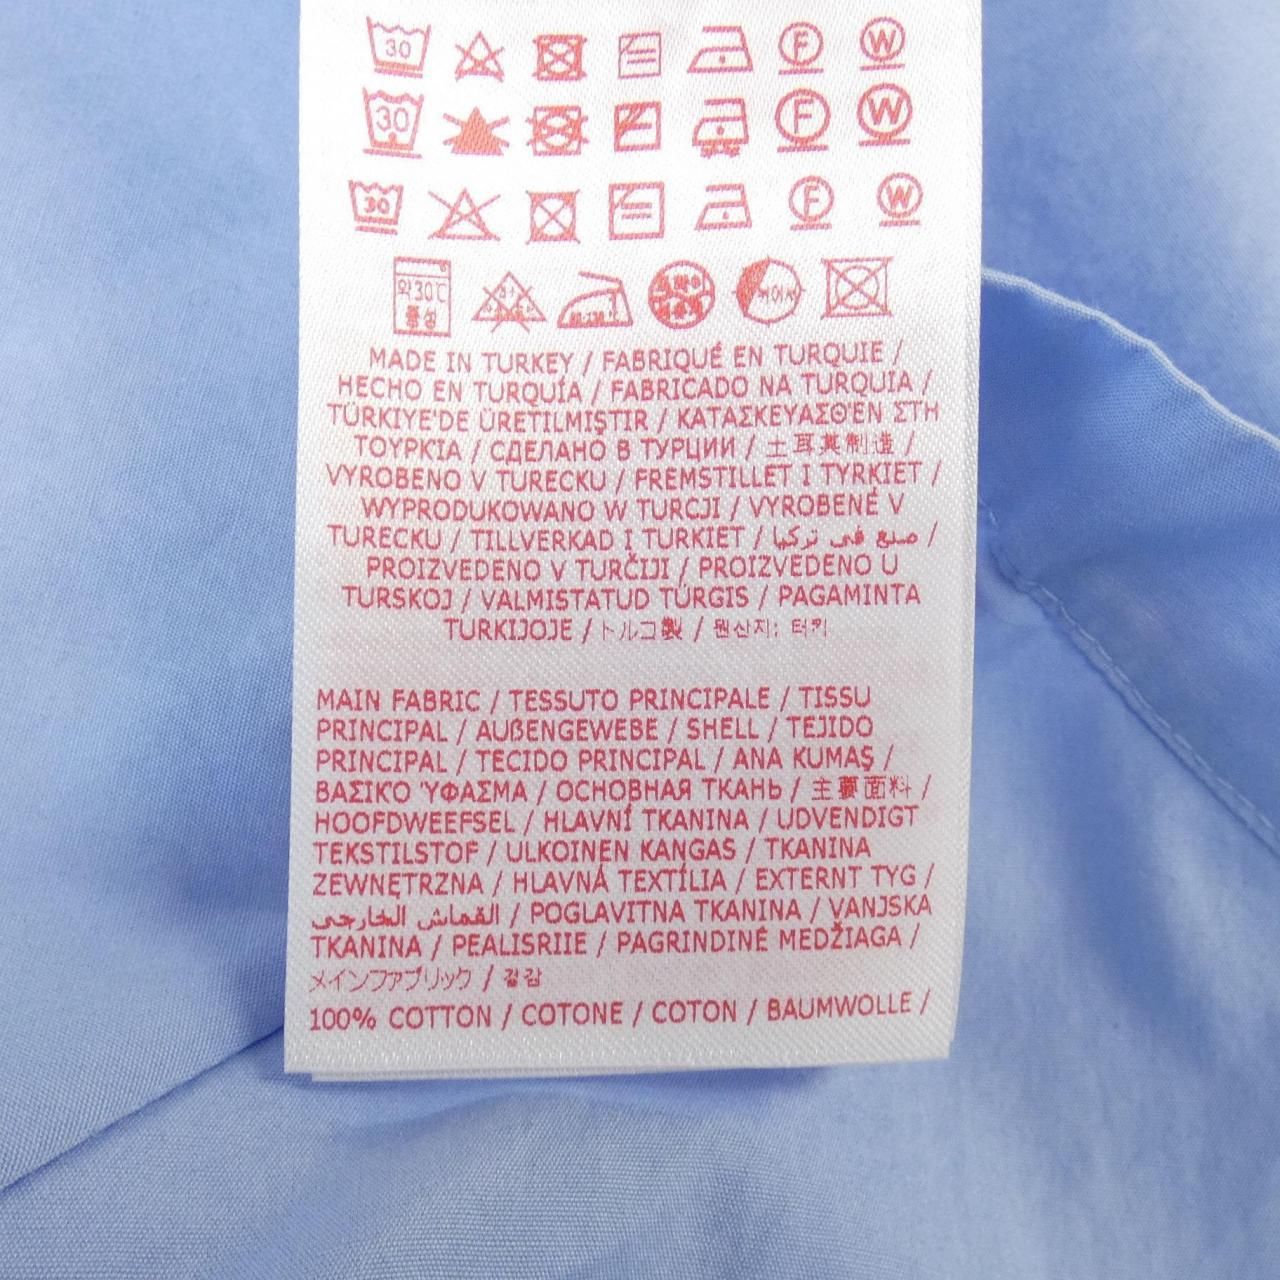 30 F W
30 F W
30 F W
약30℃ 중성
MADE IN TURKEY / FABRIQUÉ EN TURQUIE /
HECHO EN TURQUÍA / FABRICADO NA TURQUIA /
TÜRKIYE'DE ÜRETILMIŞTIR / ΚΑΤΑΣΚΕΥΑΣΘΈΝ ΣΤΗ
ΤΟΥΡΚΙΑ / СДЕЛАНО В ТУРЦИИ / 土耳其制造 /
VYROBENO V TURECKU / FREMSTILLET I TYRKIET /
WYPRODUKOWANO W TURCJI / VYROBENÉ V
TURECKU / TILLVERKAD I TURKIET / صنع في تركيا /
PROIZVEDENO V TURČIJI / PROIZVEDENO U
TURSKOJ / VALMISTATUD TÜRGIS / PAGAMINTA
TURKIJOJE / トルコ製 / 원산지: 터키
MAIN FABRIC / TESSUTO PRINCIPALE / TISSU
PRINCIPAL / AUßENGEWEBE / SHELL / TEJIDO
PRINCIPAL / TECIDO PRINCIPAL / ANA KUMAŞ /
ΒΑΣΙΚΟ ΎΦΑΣΜΑ / ОСНОВНАЯ ТКАНЬ / 主要面料 /
HOOFDWEEFSEL / HLAVNÍ TKANINA / UDVENDIGT
TEKSTILSTOF / ULKOINEN KANGAS / TKANINA
ZEWNĘTRZNA / HLAVNÁ TEXTÍLIA / EXTERNT TYG /
القماش الخارجي / POGLAVITNA TKANINA / VANJSKA
TKANINA / PEALISRIIE / PAGRINDINĖ MEDŽIAGA /
メインファブリック / 겉감
100% COTTON / COTONE / COTON / BAUMWOLLE /